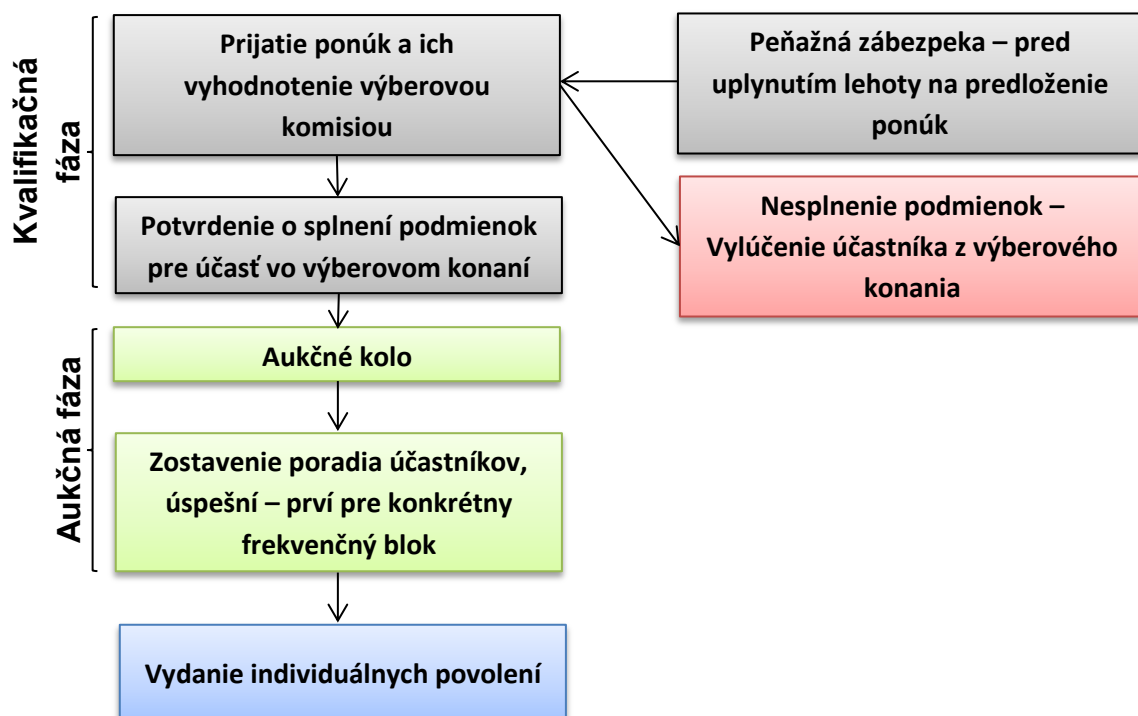 Kvalifikačná
fáza
Prijatie ponúk a ich
vyhodnotenie výberovou
komisiou
Peňažná zábezpeka – pred
uplynutím lehoty na predloženie
ponúk
Potvrdenie o splnení podmienok
pre účasť vo výberovom konaní
Nesplnenie podmienok –
Vylúčenie účastníka z výberového
konania
Aukčná fáza
Aukčné kolo
Zostavenie poradia účastníkov,
úspešní – prví pre konkrétny
frekvenčný blok
Vydanie individuálnych povolení